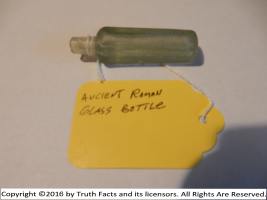 ANCIENT ROMAN
GLASS BOTTLE
Copyright ©2016 by Truth Facts and its licensors. All Rights Are Reserved.